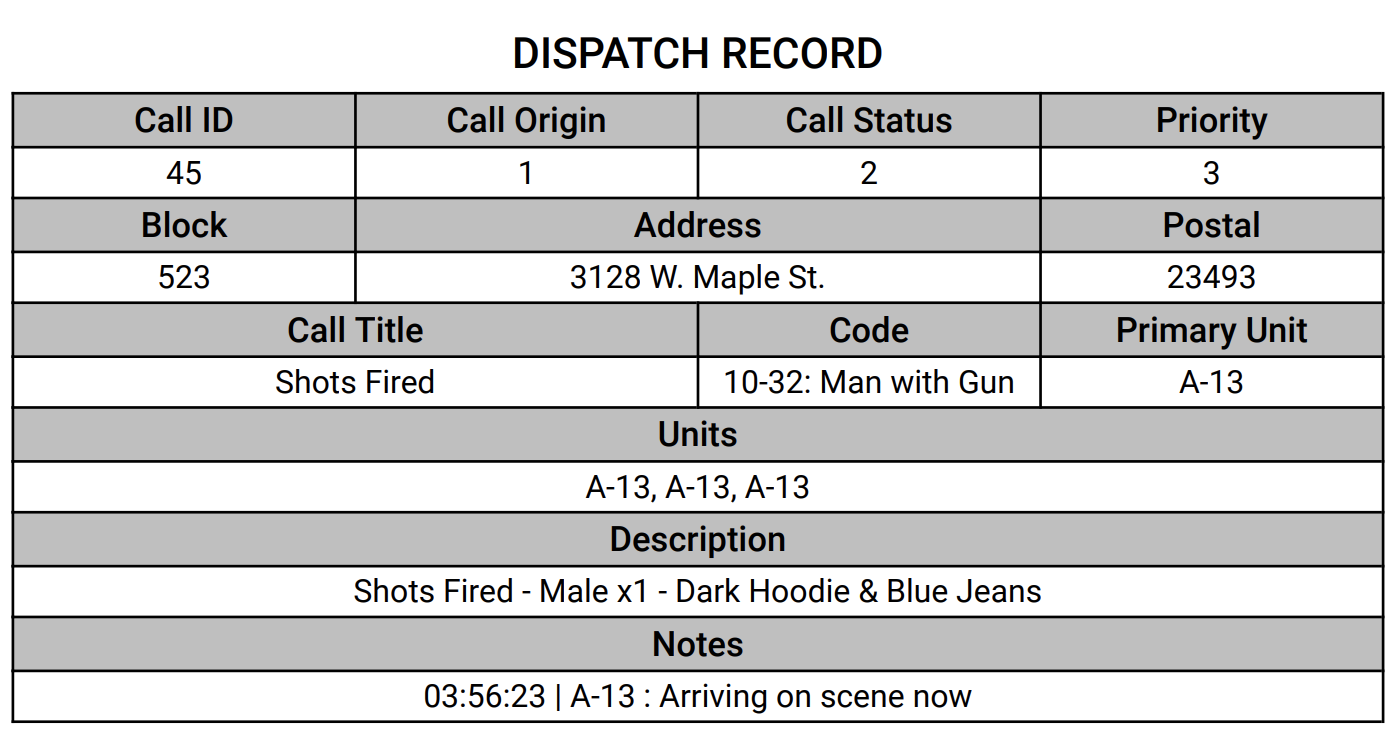 DISPATCH RECORD
Call ID Call Origin Call Status Priority
45 1 2 3
Block Address Postal
523 3128 W. Maple St. 23493
Call Title Code Primary Unit
Shots Fired 10-32: Man with Gun A-13
Units
A-13, A-13, A-13
Description
Shots Fired - Male x1 - Dark Hoodie & Blue Jeans
Notes
03:56:23 | A-13 : Arriving on scene now